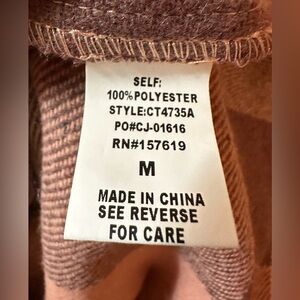 SELF:
100%POLYESTER
STYLE:CT4735A
PO#CJ-01616
RN#157619
M
MADE IN CHINA
SEE REVERSE
FOR CARE